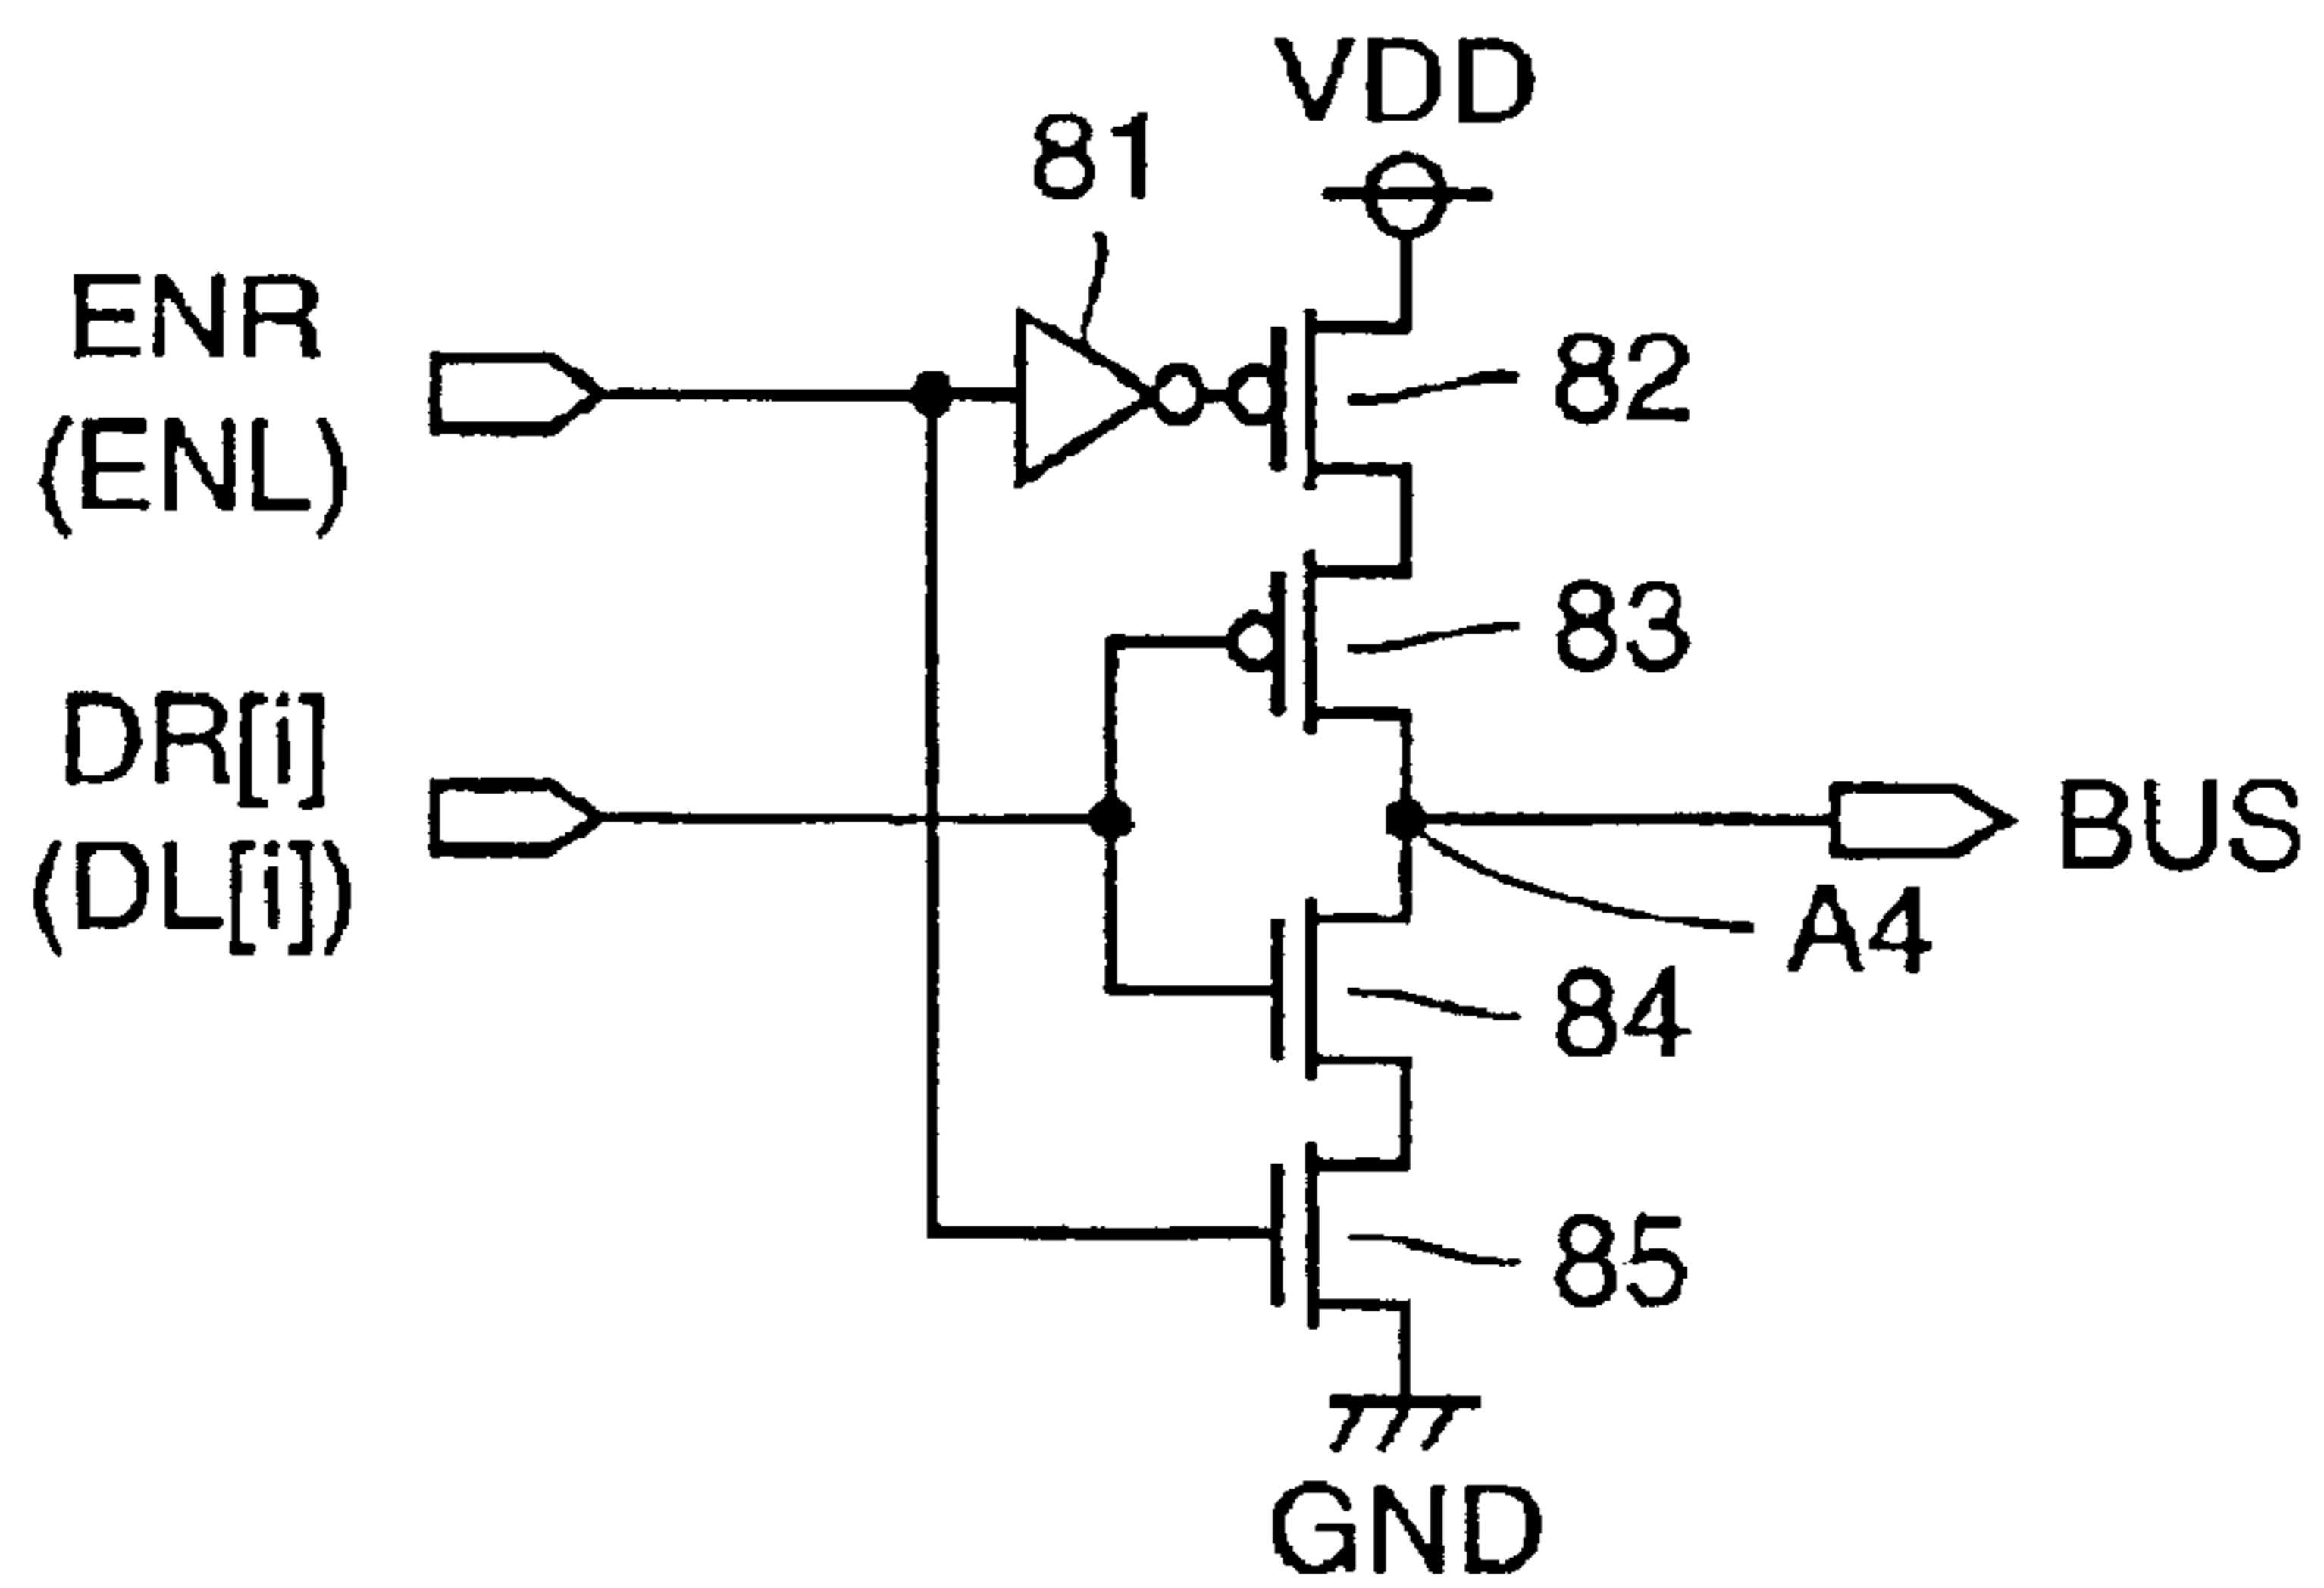 VDD
81
ENR
(ENL)
82
83
DR[i]
(DL[i])
BUS
A4
84
85
GND